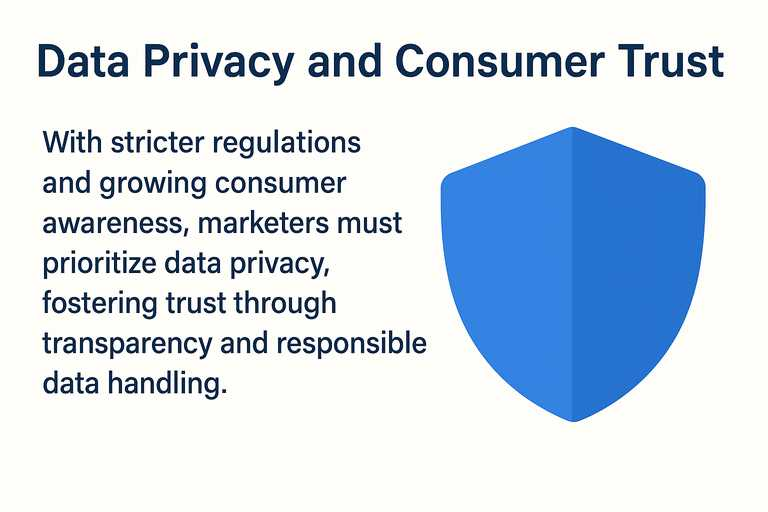 Data Privacy and Consumer Trust
With stricter regulations
and growing consumer
awareness, marketers must
prioritize data privacy,
fostering trust through
transparency and responsible
data handling.